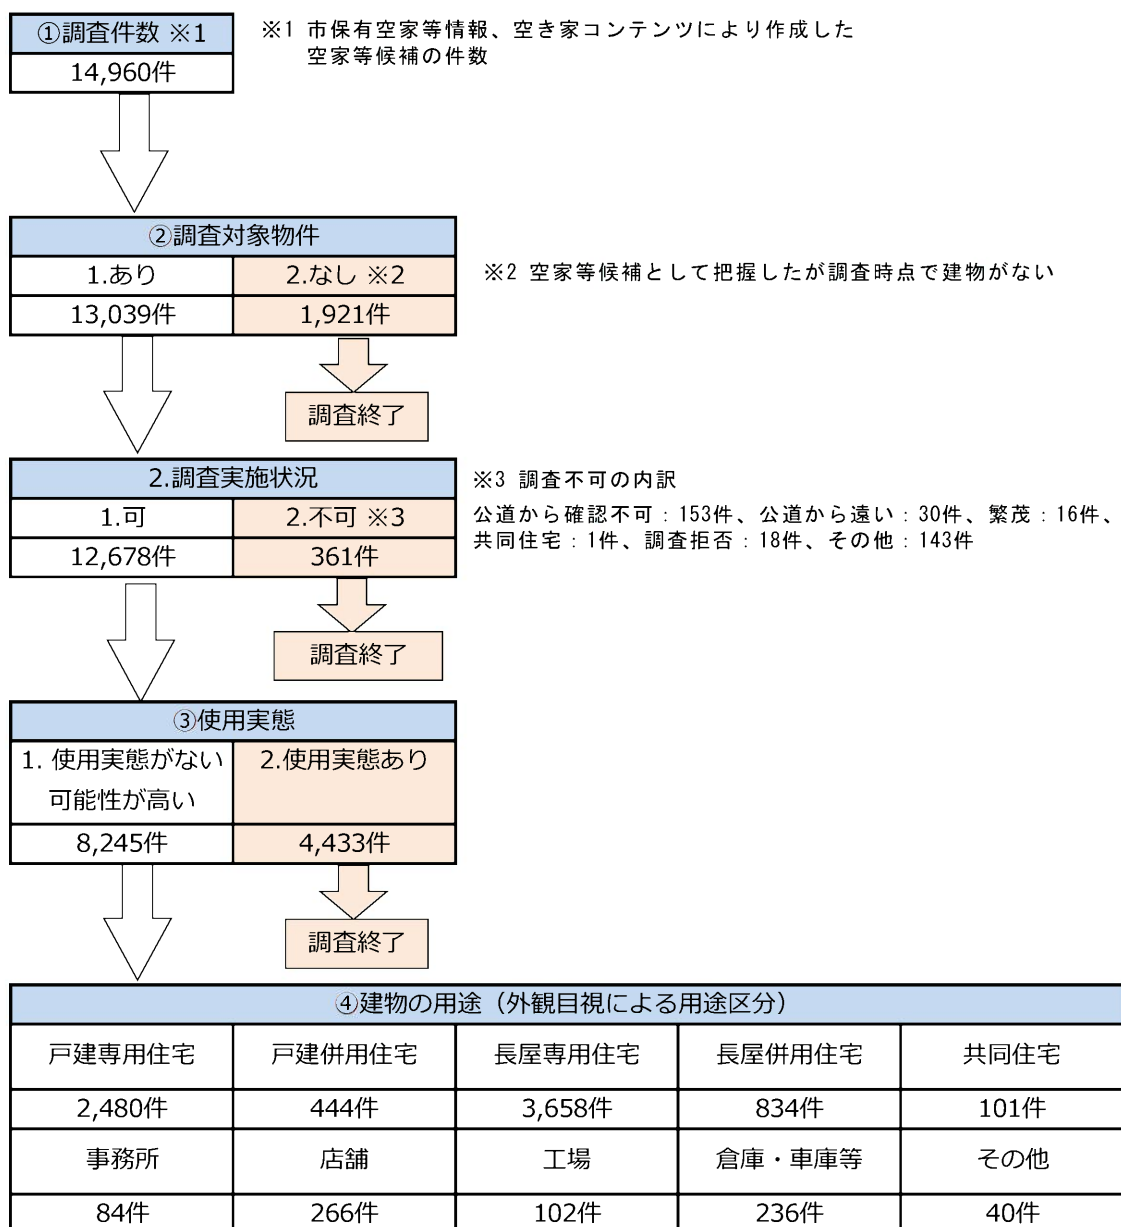 ①調査件数 ※1
14,960件
※1 市保有空家等情報、空き家コンテンツにより作成した
空家等候補の件数
②調査対象物件
1.あり
2.なし ※2
13,039件
1,921件
※2 空家等候補として把握したが調査時点で建物がない
調査終了
2.調査実施状況
1.可
2.不可 ※3
12,678件
361件
※3 調査不可の内訳
公道から確認不可：153件、公道から遠い：30件、繁茂：16件、
共同住宅：1件、調査拒否：18件、その他：143件
調査終了
③使用実態
1. 使用実態がない
可能性が高い
2.使用実態あり
8,245件
4,433件
調査終了
④建物の用途（外観目視による用途区分）
戸建専用住宅
戸建併用住宅
長屋専用住宅
長屋併用住宅
共同住宅
2,480件
444件
3,658件
834件
101件
事務所
店舗
工場
倉庫・車庫等
その他
84件
266件
102件
236件
40件